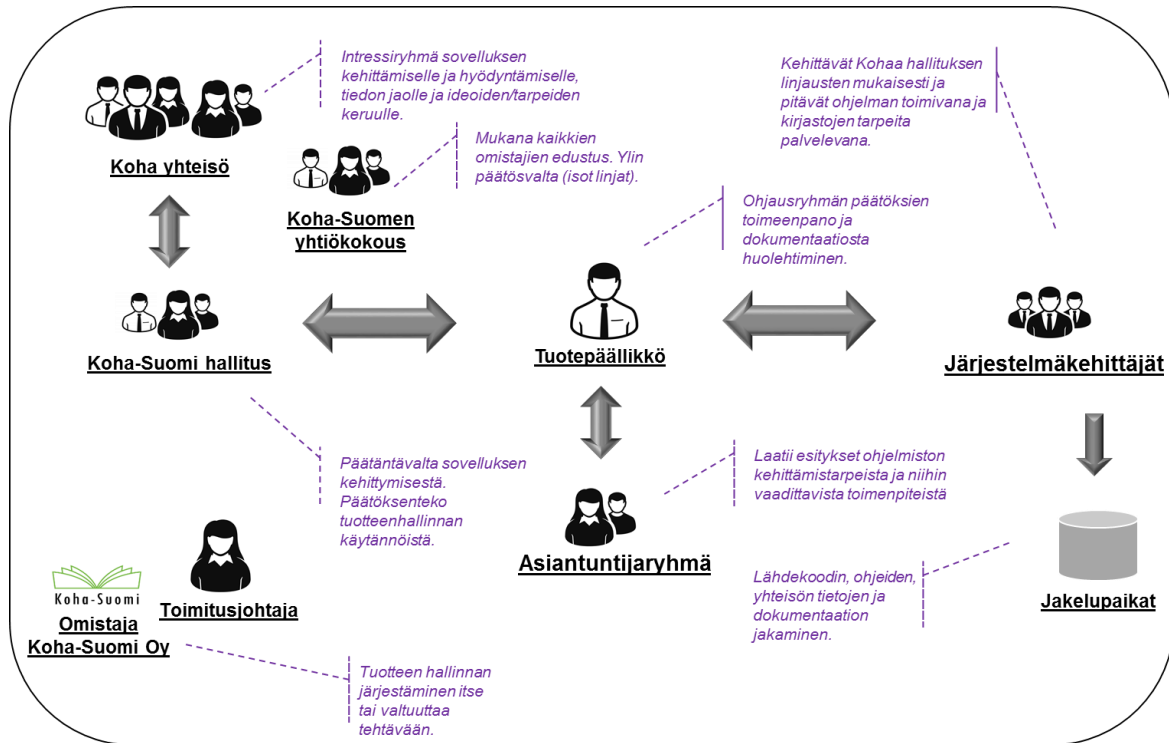 Intressiryhmä sovelluksen
kehittämiselle ja hyödyntämiselle,
tiedon jaolle ja ideoiden/tarpeiden
keruulle.
Koha yhteisö
Mukana kaikkien
omistajien edustus. Ylin
päätösvalta (isot linjat).
Koha-Suomen
yhtiökokous
Kehittävät Kohaa hallituksen
linjausten mukaisesti ja
pitävät ohjelman toimivana ja
kirjastojen tarpeita
palvelevana.
Ohjausryhmän päätöksien
toimeenpano ja
dokumentaatiosta
huolehtiminen.
Koha-Suomi hallitus
Tuotepäällikkö
Järjestelmäkehittäjät
Päätäntävalta sovelluksen
kehittymisestä.
Päätöksenteko
tuotteenhallinnan
käytännöistä.
Laatii esitykset ohjelmiston
kehittämistarpeista ja niihin
vaadittavista toimenpiteistä
Asiantuntijaryhmä
Lähdekoodin, ohjeiden,
yhteisön tietojen ja
dokumentaation
jakaminen.
Jakelupaikat
Toimitusjohtaja
Koha-Suomi
Omistaja
Koha-Suomi Oy
Tuotteen hallinnan
järjestäminen itse
tai valtuuttaa
tehtävään.